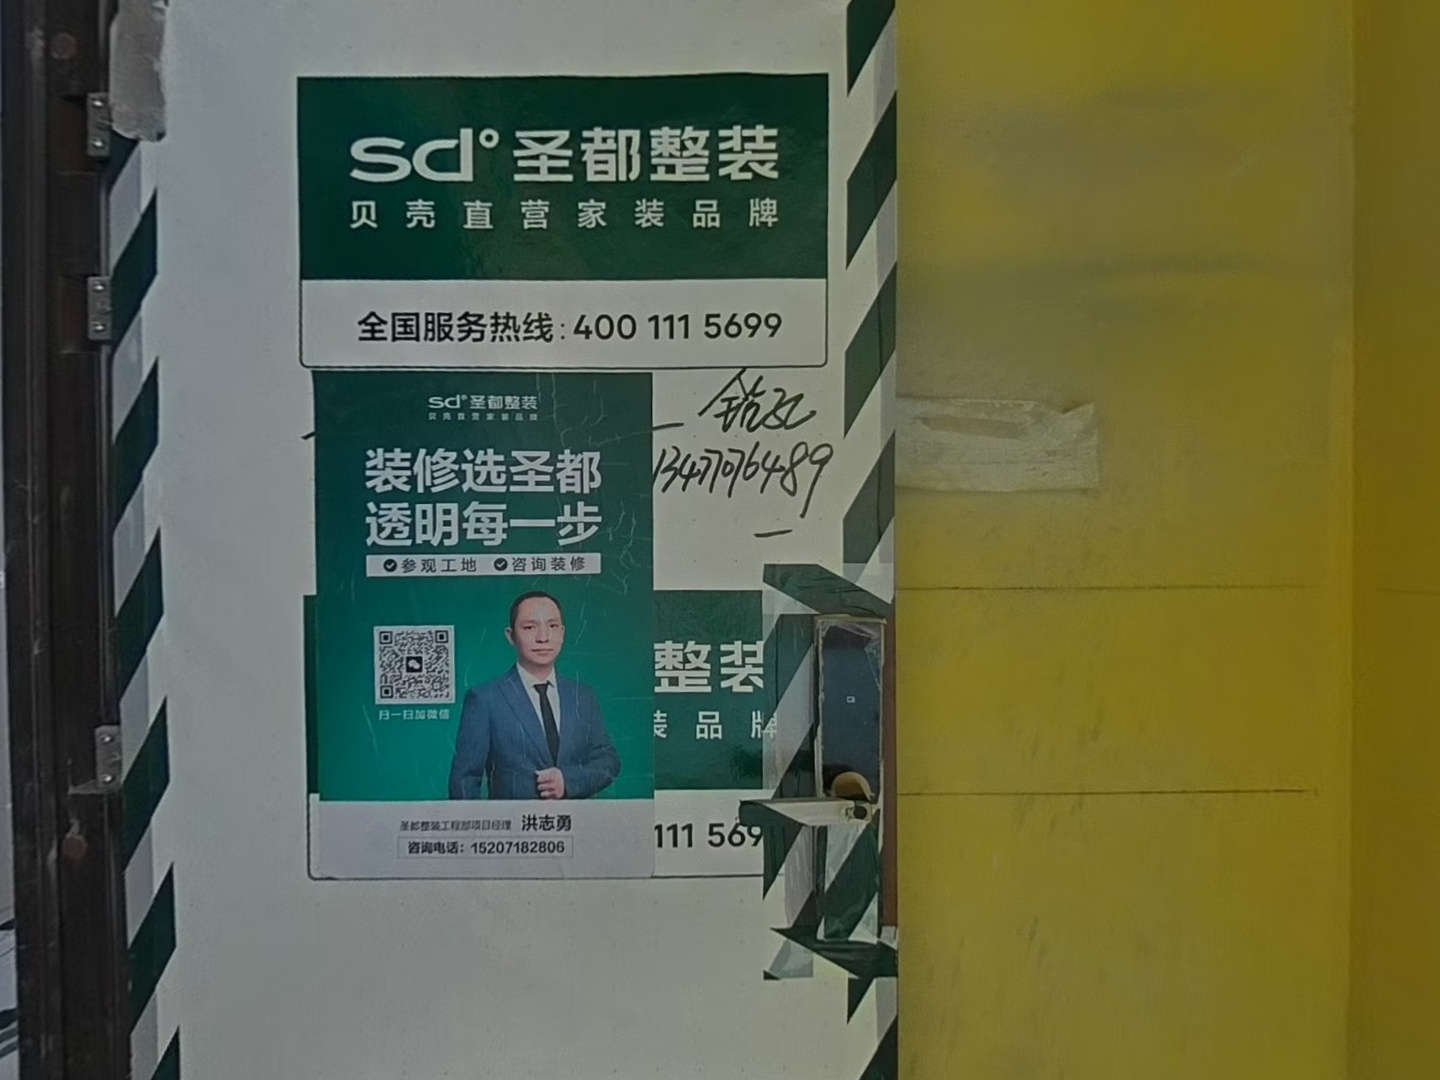 sd° 圣都整装
贝壳直营家装品牌
全国服务热线:400 111 5699
sd°圣都整装
贝壳直营家装品牌
装修选圣都
透明每一步
参观工地 咨询装修
扫一扫加微信
圣都整装工程部项目经理 洪志勇
咨询电话：15207182806
钻孔
整装
装品牌
111 569